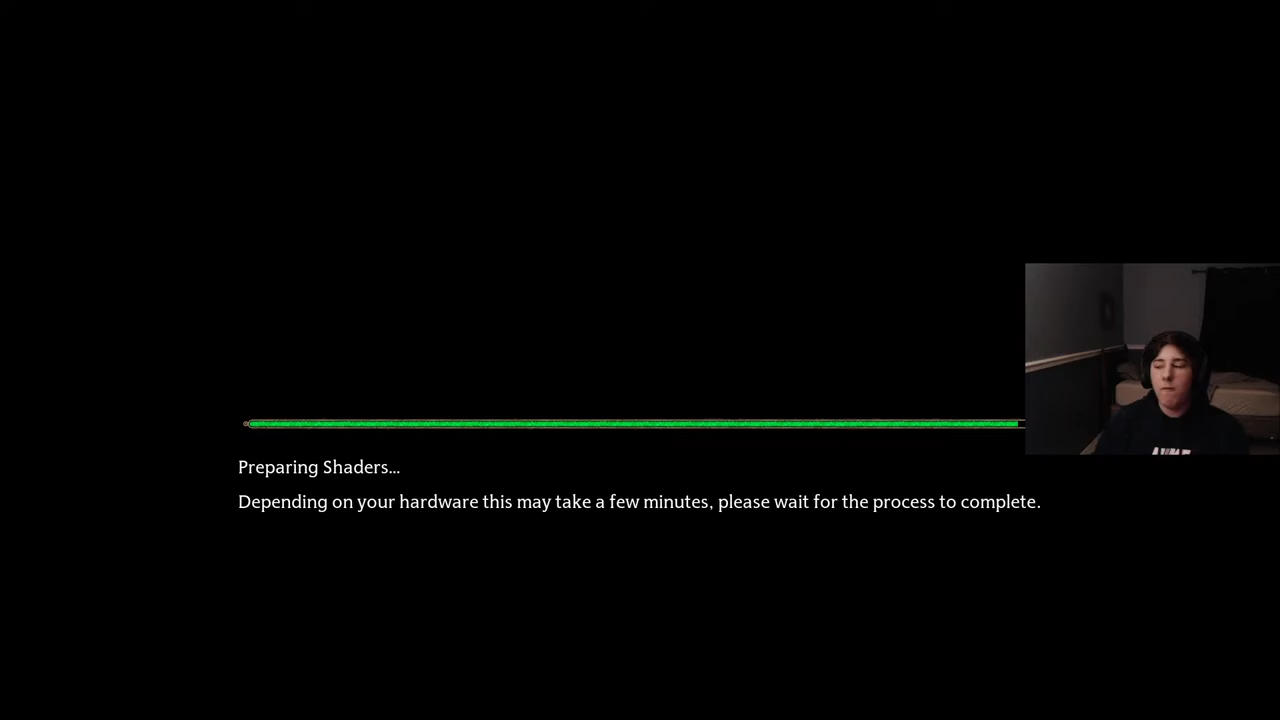 Preparing Shaders...
Depending on your hardware this may take a few minutes, please wait for the process to complete.